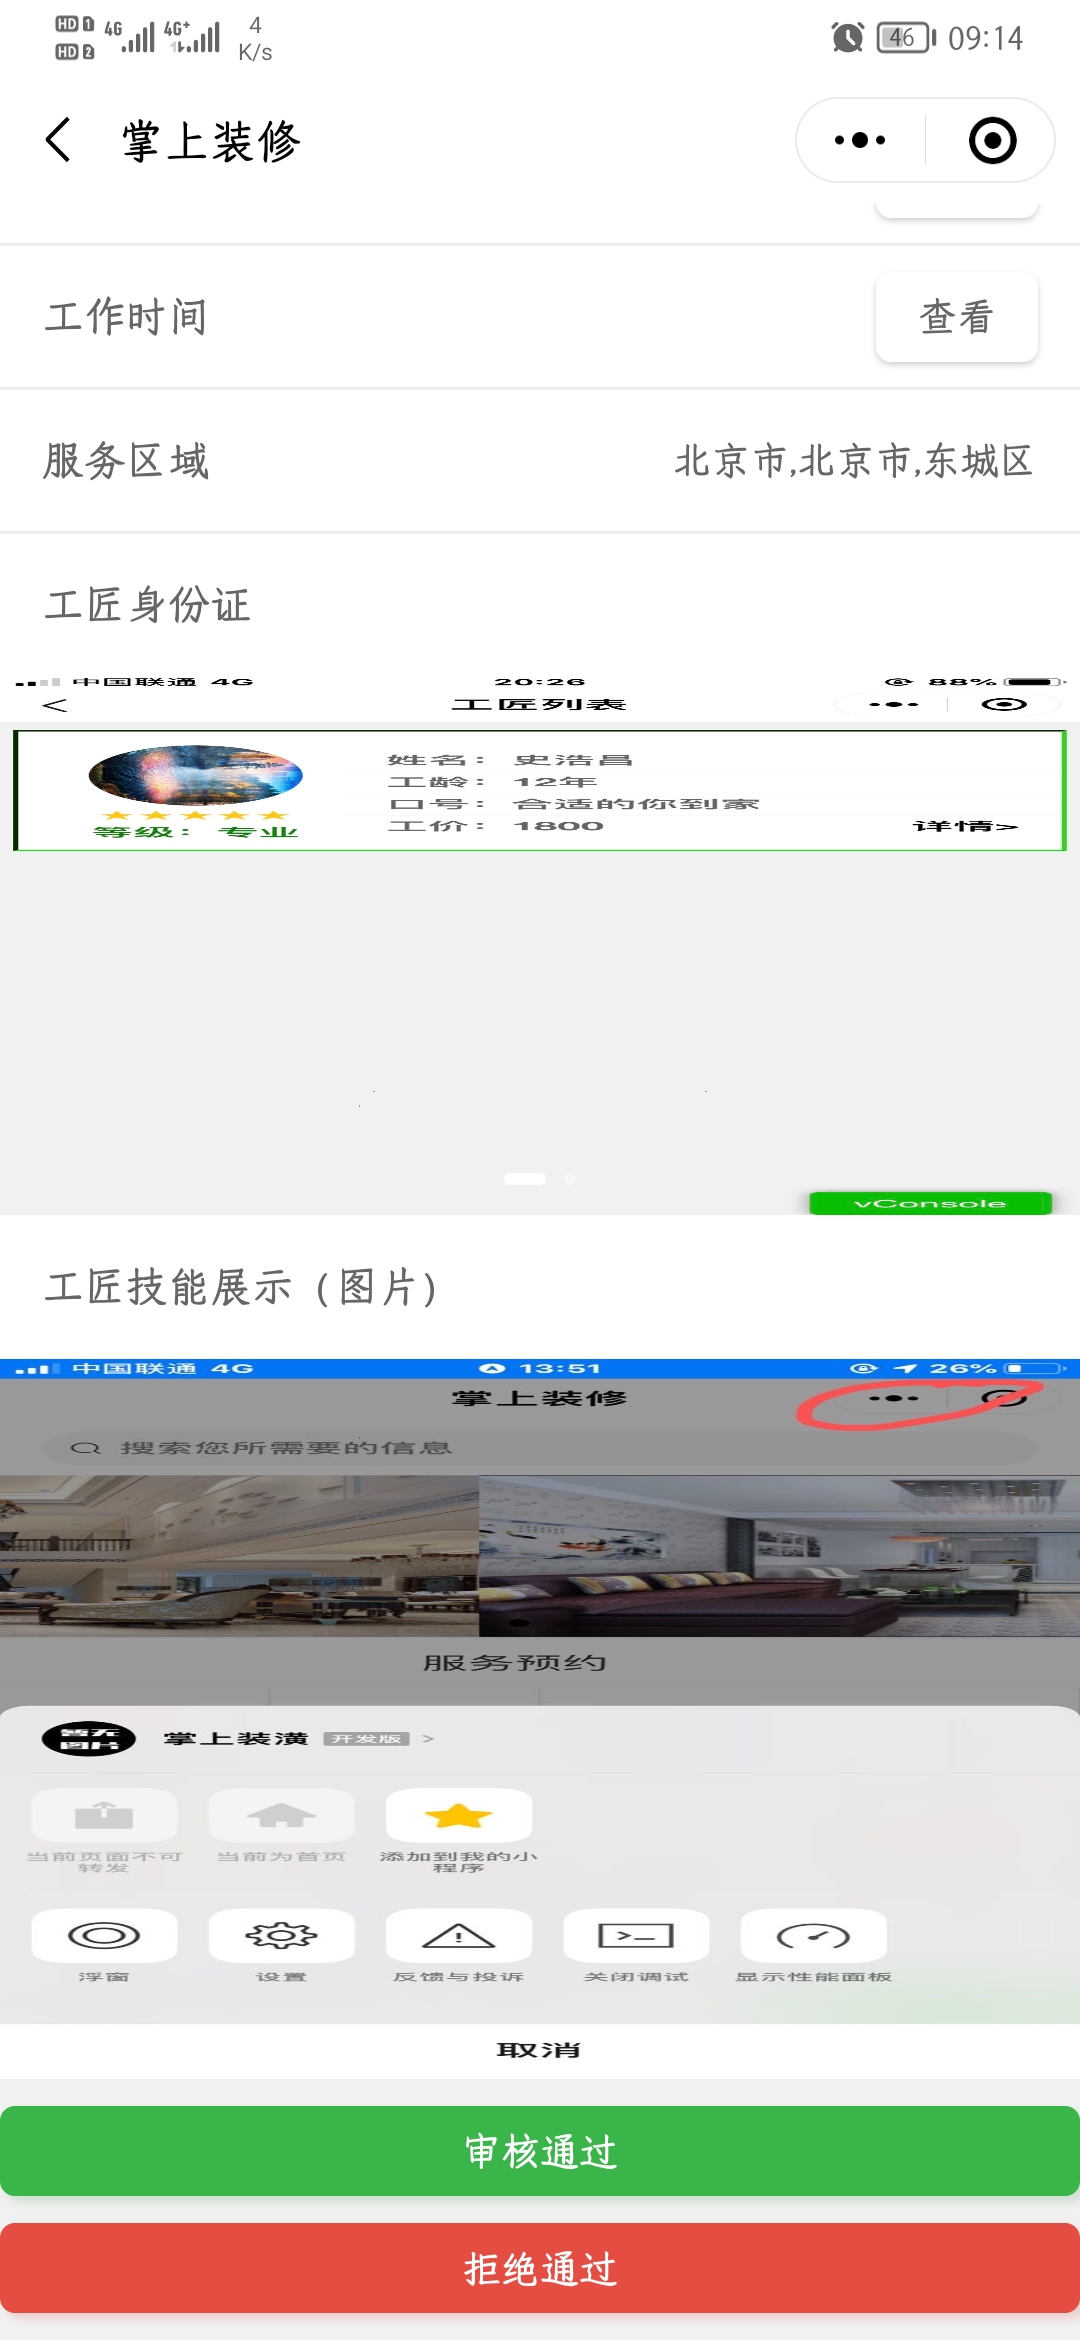 HD 1 4G 4G+ 4
HD 2 K/s 46 09:14
掌上装修
工作时间 查看
服务区域 北京市,北京市,东城区
工匠身份证
中国联通 4G 20:26 88%
工匠列表
姓名: 史浩昌
工龄: 12年
口号: 合适的你到家
等级: 专业 工价: 1800 详情>
vConsole
工匠技能展示（图片）
中国联通 4G 13:51 26%
掌上装修
搜索您所需要的信息
服务预约
暂无
图片
掌上装潢 开发版 >
当前页面不可转发 当前为首页 添加到我的小程序
浮窗 设置 反馈与投诉 关闭调试 显示性能面板
取消
审核通过
拒绝通过